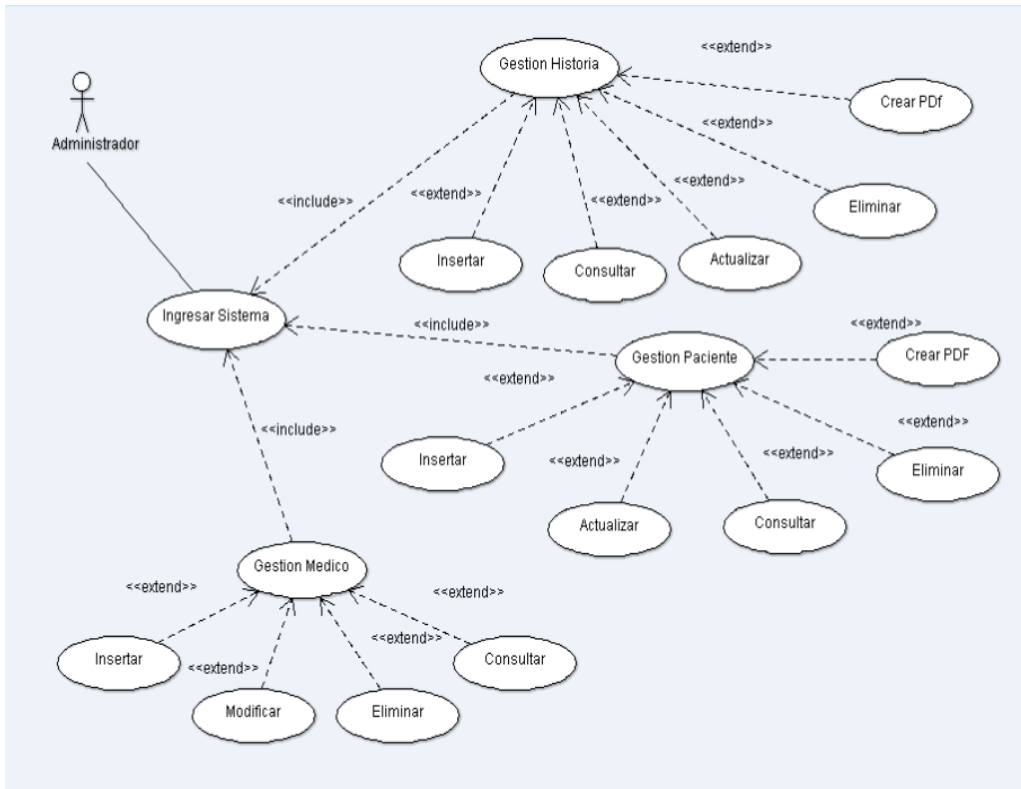 <<extend>>
Gestion Historia
Crear PDf
<<extend>>
Administrador
<<extend>>
<<extend>>
<<extend>>
<<include>>
Eliminar
Insertar
Consultar
Actualizar
Ingresar Sistema
<<include>>
<<extend>>
Gestion Paciente
Crear PDF
<<extend>>
<<extend>>
<<include>>
<<extend>>
<<extend>>
Insertar
Eliminar
Actualizar
Consultar
Gestion Medico
<<extend>>
<<extend>>
<<extend>>
Insertar
<<extend>>
Consultar
Modificar
Eliminar